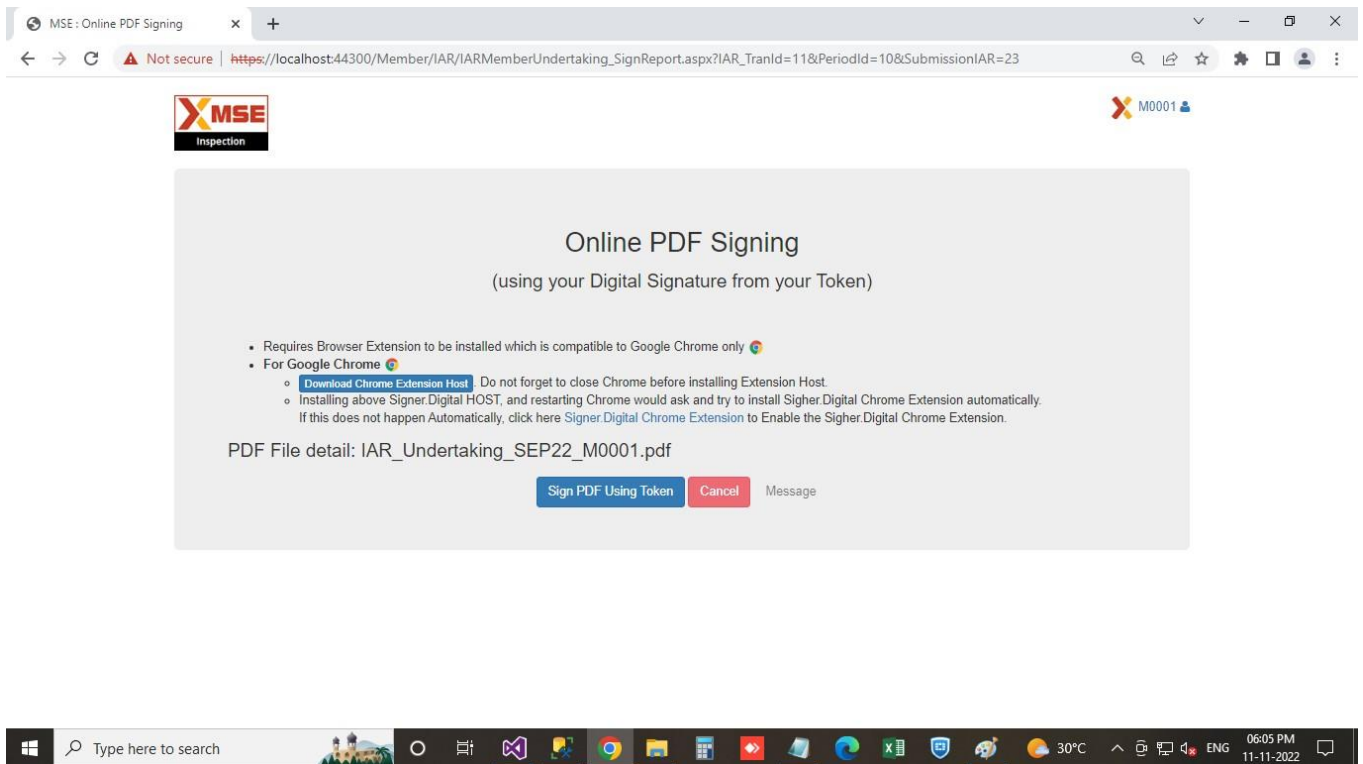 MSE : Online PDF Signing
Not secure | https://localhost:44300/Member/IAR/IARMemberUndertaking_SignReport.aspx?IAR_TranId=11&PeriodId=10&SubmissionIAR=23
MSE
Inspection
M0001
Online PDF Signing
(using your Digital Signature from your Token)
Requires Browser Extension to be installed which is compatible to Google Chrome only
For Google Chrome
Download Chrome Extension Host . Do not forget to close Chrome before installing Extension Host.
Installing above Signer.Digital HOST, and restarting Chrome would ask and try to install Sigher.Digital Chrome Extension automatically.
If this does not happen Automatically, click here Signer.Digital Chrome Extension to Enable the Sigher.Digital Chrome Extension.
PDF File detail: IAR_Undertaking_SEP22_M0001.pdf
Sign PDF Using Token Cancel Message
Type here to search
30°C
ENG
06:05 PM
11-11-2022